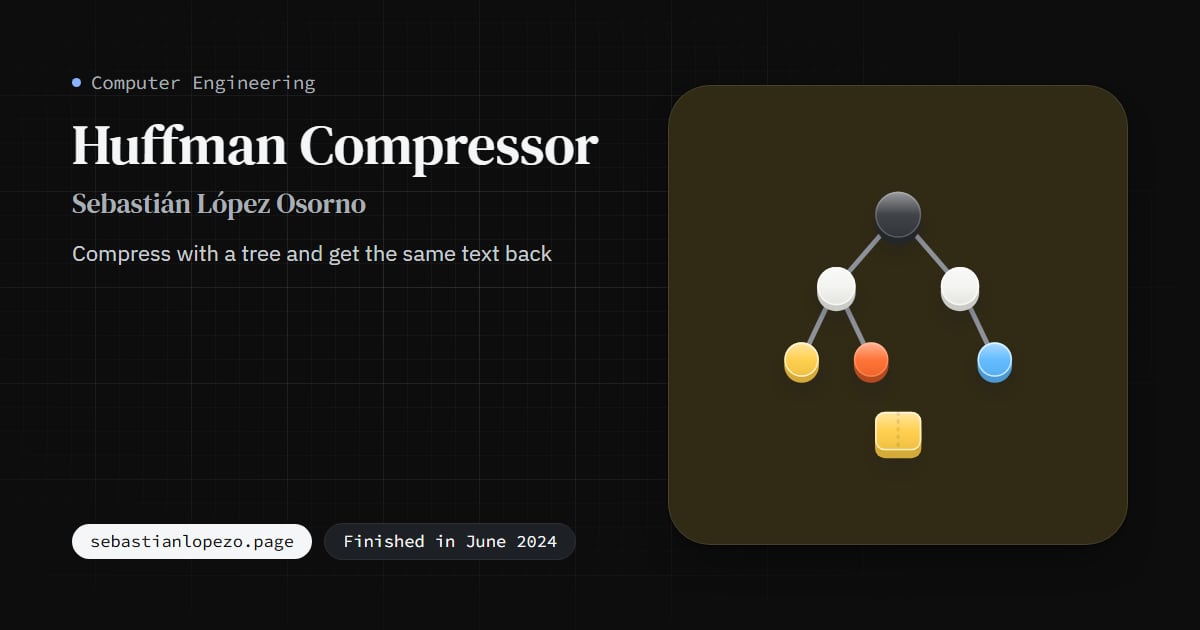 Computer Engineering
Huffman Compressor
Sebastián López Osorno
Compress with a tree and get the same text back
sebastianlopezo.page
Finished in June 2024